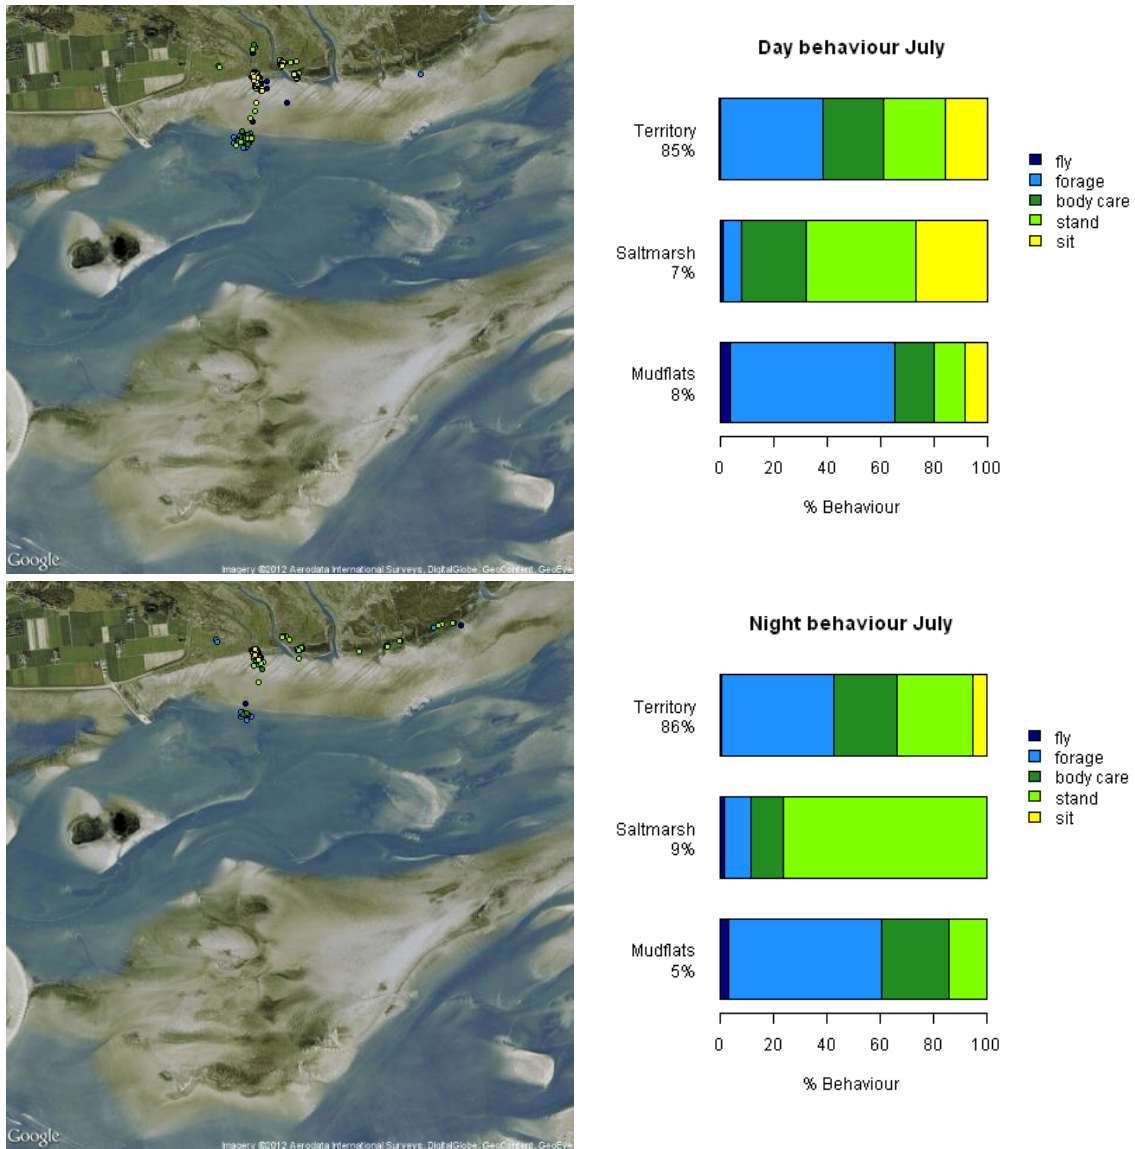 Google
Imagery ©2012 Aerodata International Surveys, DigitalGlobe, GeoContent, GeoEye
Day behaviour July
Territory
85%
Saltmarsh
7%
Mudflats
8%
0 20 40 60 80 100
% Behaviour
fly
forage
body care
stand
sit
Google
Imagery ©2012 Aerodata International Surveys, DigitalGlobe, GeoContent, GeoEye
Night behaviour July
Territory
86%
Saltmarsh
9%
Mudflats
5%
0 20 40 60 80 100
% Behaviour
fly
forage
body care
stand
sit